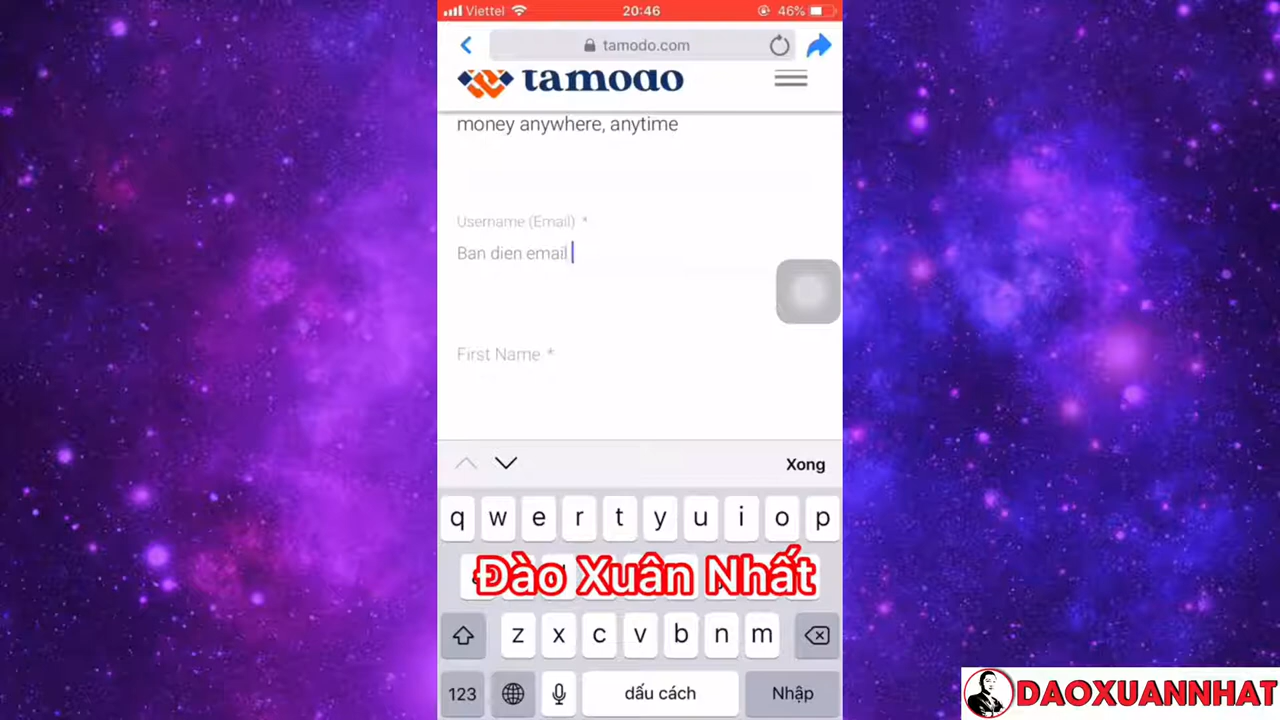 Viettel 20:46 46%
tamodo.com
tamodo
money anywhere, anytime
Username (Email) *
Ban dien email
First Name *
Xong
q w e r t y u i o p
Đào Xuân Nhất
z x c v b n m
123 dấu cách Nhập
DAOXUANNHAT